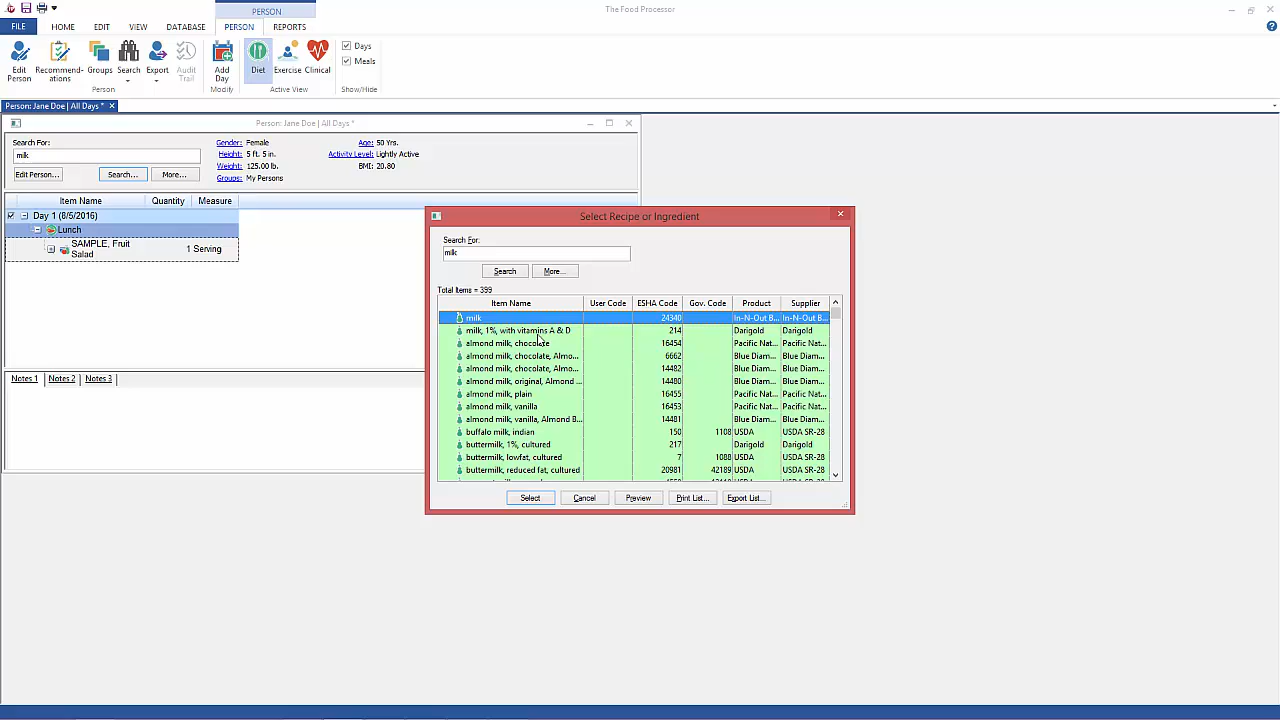 PERSON
The Food Processor
FILE HOME EDIT VIEW DATABASE PERSON REPORTS
Edit Person
Recommend-ations
Groups
Search
Export
Audit Trail
Add Day
Diet
Exercise
Clinical
Days
Meals
Person Modify Active View Show/Hide
Person: Jane Doe | All Days *
Person: Jane Doe | All Days *
Search For:
milk
Edit Person... Search... More...
Gender: Female
Height: 5 ft. 5 in.
Weight: 125.00 lb.
Groups: My Persons
Age: 50 Yrs.
Activity Level: Lightly Active
BMI: 20.80
Item Name Quantity Measure
Day 1 (8/5/2016)
Lunch
SAMPLE, Fruit Salad 1 Serving
Notes 1 Notes 2 Notes 3
Select Recipe or Ingredient
Search For:
milk
Search More...
Total Items = 399
Item Name User Code ESHA Code Gov. Code Product Supplier
milk 24340 In-N-Out B... In-N-Out B...
milk, 1%, with vitamins A & D 214 Darigold Darigold
almond milk, chocolate 16454 Pacific Nat... Pacific Nat...
almond milk, chocolate, Almo... 6662 Blue Diam... Blue Diam...
almond milk, chocolate, Almo... 14482 Blue Diam... Blue Diam...
almond milk, original, Almond ... 14480 Blue Diam... Blue Diam...
almond milk, plain 16455 Pacific Nat... Pacific Nat...
almond milk, vanilla 16453 Pacific Nat... Pacific Nat...
almond milk, vanilla, Almond B... 14481 Blue Diam... Blue Diam...
buffalo milk, indian 150 1108 USDA USDA SR-28
buttermilk, 1%, cultured 217 Darigold Darigold
buttermilk, lowfat, cultured 7 1088 USDA USDA SR-28
buttermilk, reduced fat, cultured 20981 42189 USDA USDA SR-28
Select Cancel Preview Print List... Export List...